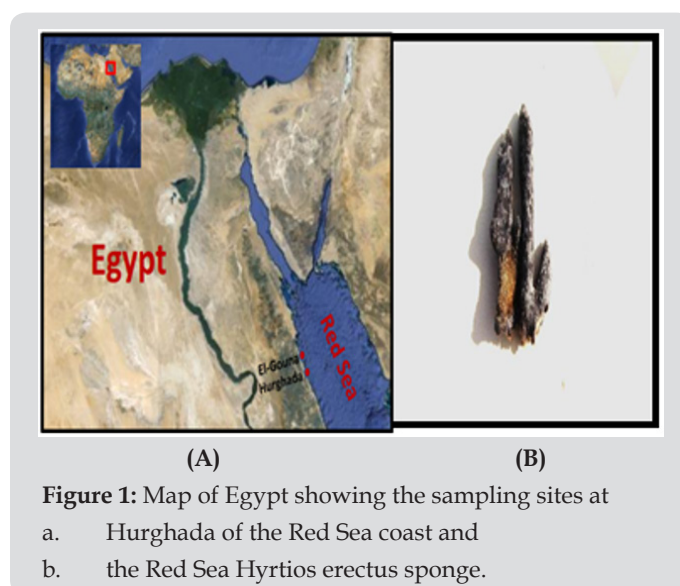 Egypt
El-Gouna
Hurghada
Red Sea
(A) (B)
Figure 1: Map of Egypt showing the sampling sites at
a. Hurghada of the Red Sea coast and
b. the Red Sea Hyrtios erectus sponge.